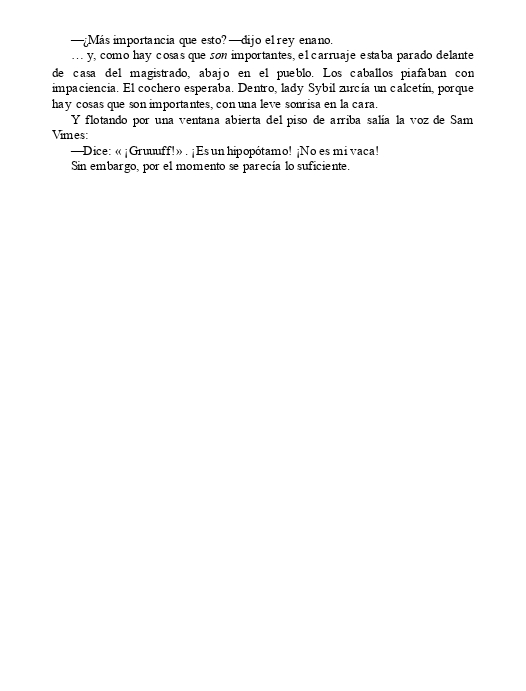 —¿Más importancia que esto? —dijo el rey enano.
… y, como hay cosas que son importantes, el carruaje estaba parado delante
de casa del magistrado, abajo en el pueblo. Los caballos piafaban con
impaciencia. El cochero esperaba. Dentro, lady Sybil zurcía un calcetín, porque
hay cosas que son importantes, con una leve sonrisa en la cara.
Y flotando por una ventana abierta del piso de arriba salía la voz de Sam
Vimes:
—Dice: « ¡Gruuuff!» . ¡Es un hipopótamo! ¡No es mi vaca!
Sin embargo, por el momento se parecía lo suficiente.